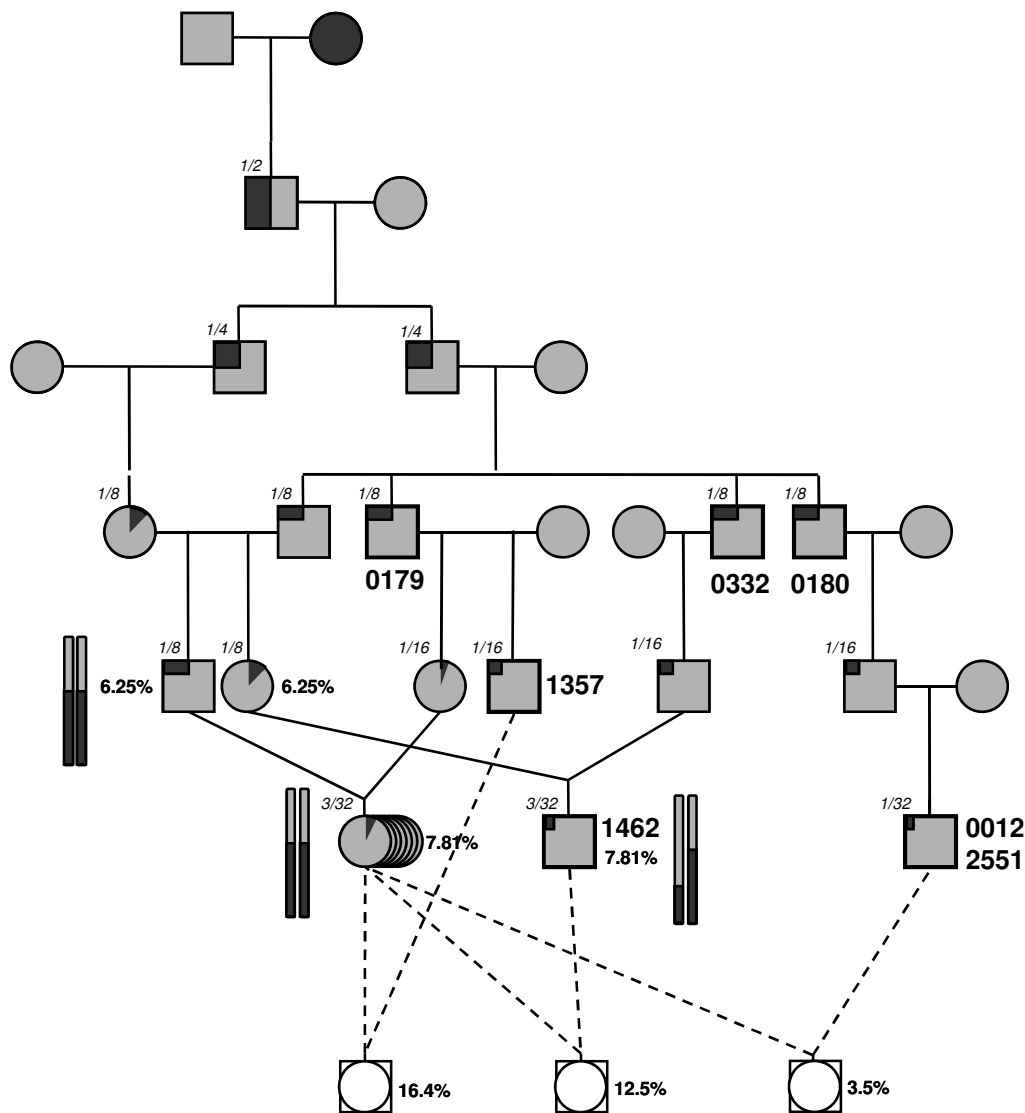 1/2
1/4 1/4
1/8 1/8 1/8 1/8 1/8
0179 0332 0180
1/8 1/8 1/16 1/16 1/16 1/16
6.25% 6.25% 1357
3/32 3/32 1/32
7.81% 1462 0012
7.81% 2551
16.4% 12.5% 3.5%